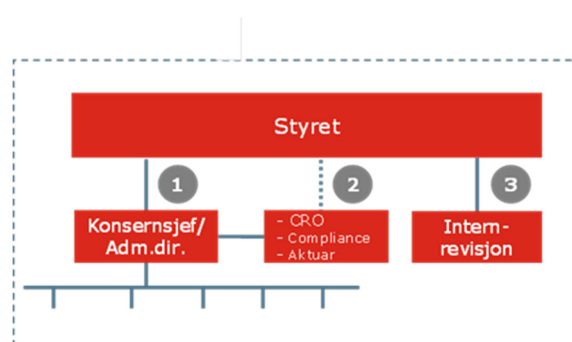 Styret
1
2
3
Konsernsjef/
Adm.dir.
- CRO
- Compliance
- Aktuar
Intern-
revisjon